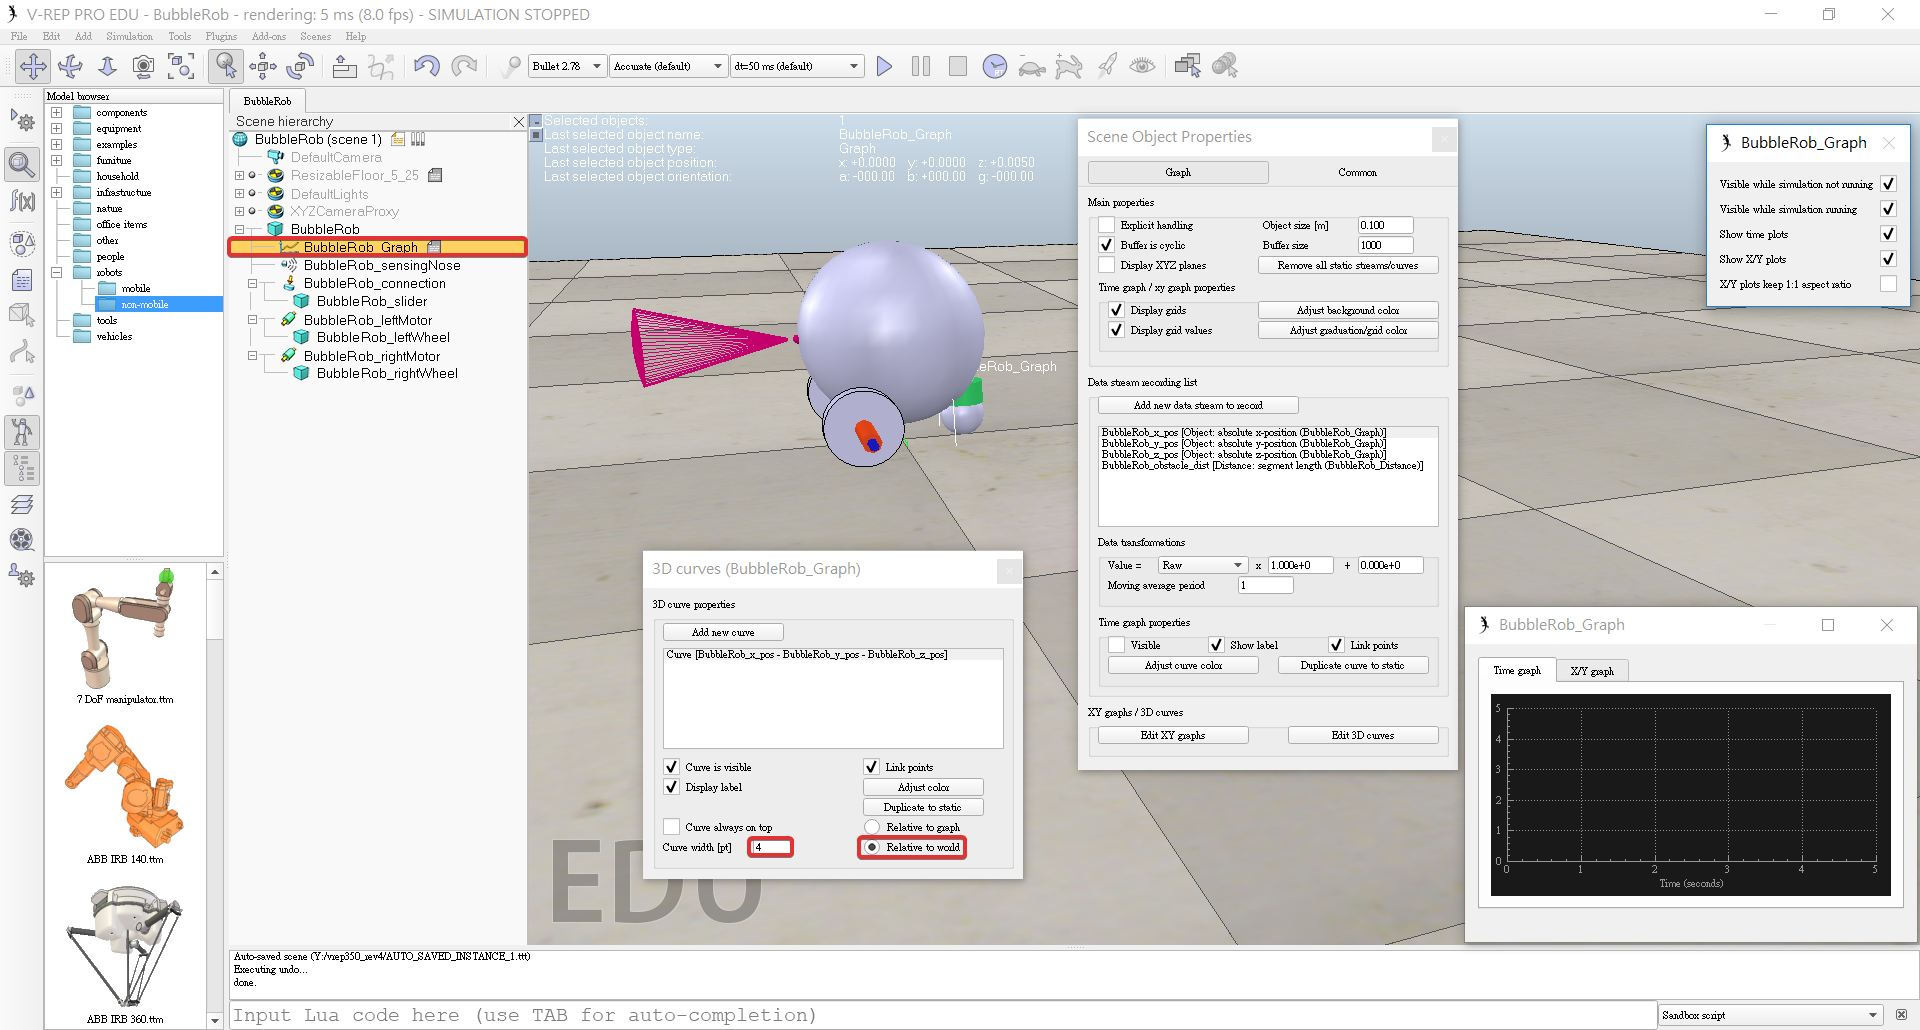 V-REP PRO EDU - BubbleRob - rendering: 5 ms (8.0 fps) - SIMULATION STOPPED
File Edit Add Simulation Tools Plugins Add-ons Scenes Help
Bullet 2.78 Accurate (default) dt=50 ms (default)
Model browser
components
equipment
examples
furniture
household
infrastructure
nature
office items
other
people
robots
mobile
non-mobile
tools
vehicles
7 DoF manipulator.ttm
ABB IRB 140.ttm
ABB IRB 360.ttm
BubbleRob
Scene hierarchy
BubbleRob (scene 1)
DefaultCamera
ResizableFloor_5_25
DefaultLights
XYZCameraProxy
BubbleRob
BubbleRob_Graph
BubbleRob_sensingNose
BubbleRob_connection
BubbleRob_slider
BubbleRob_leftMotor
BubbleRob_leftWheel
BubbleRob_rightMotor
BubbleRob_rightWheel
Selected objects: 1
Last selected object name: BubbleRob_Graph
Last selected object type: Graph
Last selected object position: x: +0.0000 y: +0.0000 z: +0.0050
Last selected object orientation: a: -000.00 b: +000.00 g: -000.00
eRob_Graph
EDU
3D curves (BubbleRob_Graph)
3D curve properties
Add new curve
Curve [BubbleRob_x_pos - BubbleRob_y_pos - BubbleRob_z_pos]
Curve is visible Link points
Display label Adjust color
Duplicate to static
Curve always on top Relative to graph
Curve width [pt] 4 Relative to world
Scene Object Properties
Graph Common
Main properties
Explicit handling Object size [m] 0.100
Buffer is cyclic Buffer size 1000
Display XYZ planes Remove all static streams/curves
Time graph / xy graph properties
Display grids Adjust background color
Display grid values Adjust graduation/grid color
Data stream recording list
Add new data stream to record
BubbleRob_x_pos [Object: absolute x-position (BubbleRob_Graph)]
BubbleRob_y_pos [Object: absolute y-position (BubbleRob_Graph)]
BubbleRob_z_pos [Object: absolute z-position (BubbleRob_Graph)]
BubbleRob_obstacle_dist [Distance: segment length (BubbleRob_Distance)]
Data transformations
Value = Raw x 1.000e+0 + 0.000e+0
Moving average period 1
Time graph properties
Visible Show label Link points
Adjust curve color Duplicate curve to static
XY graphs / 3D curves
Edit XY graphs Edit 3D curves
BubbleRob_Graph
Visible while simulation not running
Visible while simulation running
Show time plots
Show X/Y plots
X/Y plots keep 1:1 aspect ratio
BubbleRob_Graph
Time graph X/Y graph
5
4
3
2
1
0
0 1 2 3 4 5
Time (seconds)
Auto-saved scene (Y:/vrep350_rev4/AUTO_SAVED_INSTANCE_1.ttt)
Executing undo...
done.
Input Lua code here (use TAB for auto-completion)
Sandbox script